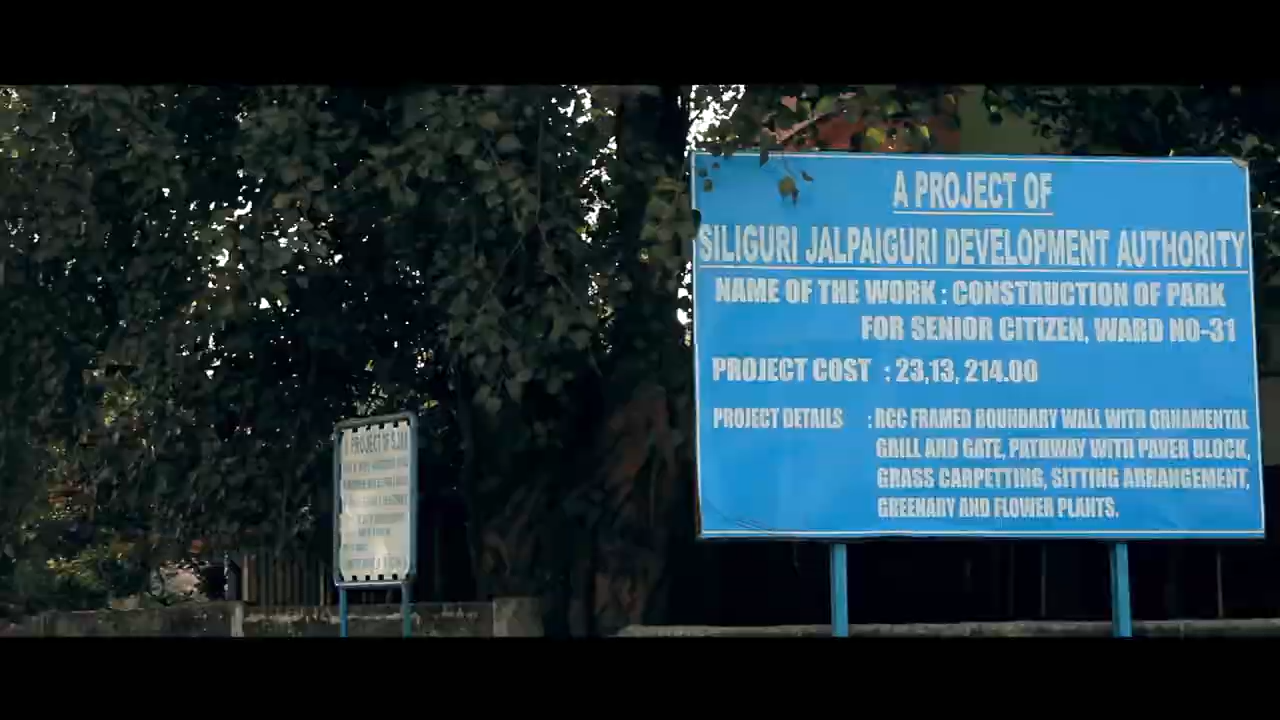 A PROJECT OF
SILIGURI JALPAIGURI DEVELOPMENT AUTHORITY
NAME OF THE WORK : CONSTRUCTION OF PARK
FOR SENIOR CITIZEN, WARD NO-31
PROJECT COST : 23,13, 214.00
PROJECT DETAILS : RCC FRAMED BOUNDARY WALL WITH ORNAMENTAL
GRILL AND GATE, PATHWAY WITH PAVER BLOCK,
GRASS CARPETTING, SITTING ARRANGEMENT,
GREENARY AND FLOWER PLANTS.
A PROJECT OF